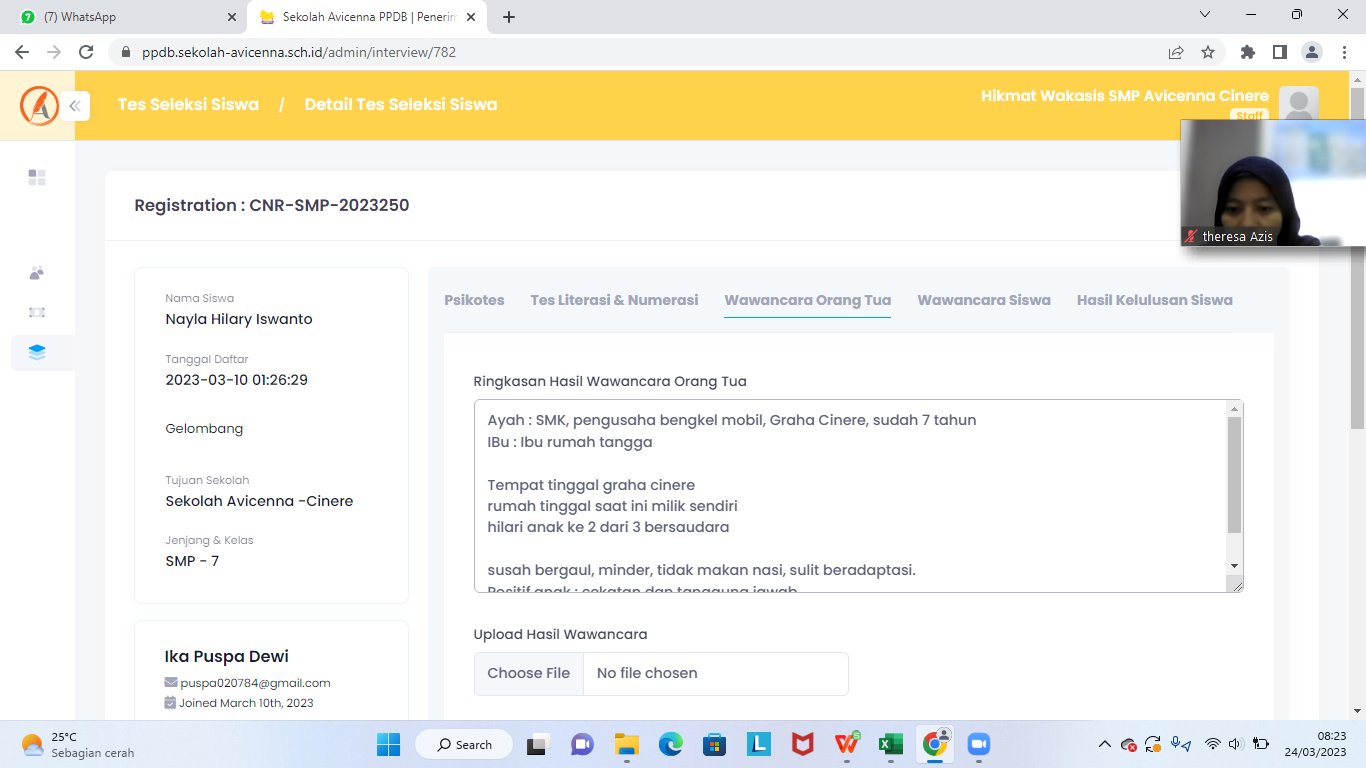 (7) WhatsApp
Sekolah Avicenna PPDB | Penerim
ppdb.sekolah-avicenna.sch.id/admin/interview/782
Tes Seleksi Siswa / Detail Tes Seleksi Siswa
Hikmat Wakasis SMP Avicenna Cinere
Staff
theresa Azis
Registration : CNR-SMP-2023250
Nama Siswa
Nayla Hilary Iswanto
Tanggal Daftar
2023-03-10 01:26:29
Gelombang
Tujuan Sekolah
Sekolah Avicenna -Cinere
Jenjang & Kelas
SMP - 7
Ika Puspa Dewi
puspa020784@gmail.com
Joined March 10th, 2023
Psikotes Tes Literasi & Numerasi Wawancara Orang Tua Wawancara Siswa Hasil Kelulusan Siswa
Ringkasan Hasil Wawancara Orang Tua
Ayah : SMK, pengusaha bengkel mobil, Graha Cinere, sudah 7 tahun
IBu : Ibu rumah tangga
Tempat tinggal graha cinere
rumah tinggal saat ini milik sendiri
hilari anak ke 2 dari 3 bersaudara
susah bergaul, minder, tidak makan nasi, sulit beradaptasi.
Positif anak : cekatan dan tanggung jawab
Upload Hasil Wawancara
Choose File No file chosen
25°C
Sebagian cerah
Search
08:23
24/03/2023